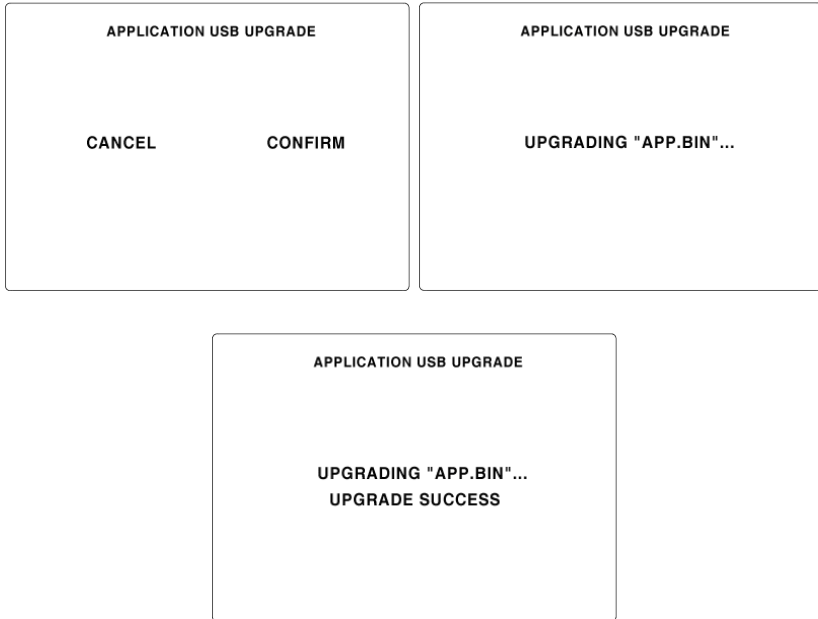 APPLICATION USB UPGRADE
CANCEL CONFIRM
APPLICATION USB UPGRADE
UPGRADING "APP.BIN"...
APPLICATION USB UPGRADE
UPGRADING "APP.BIN"...
UPGRADE SUCCESS